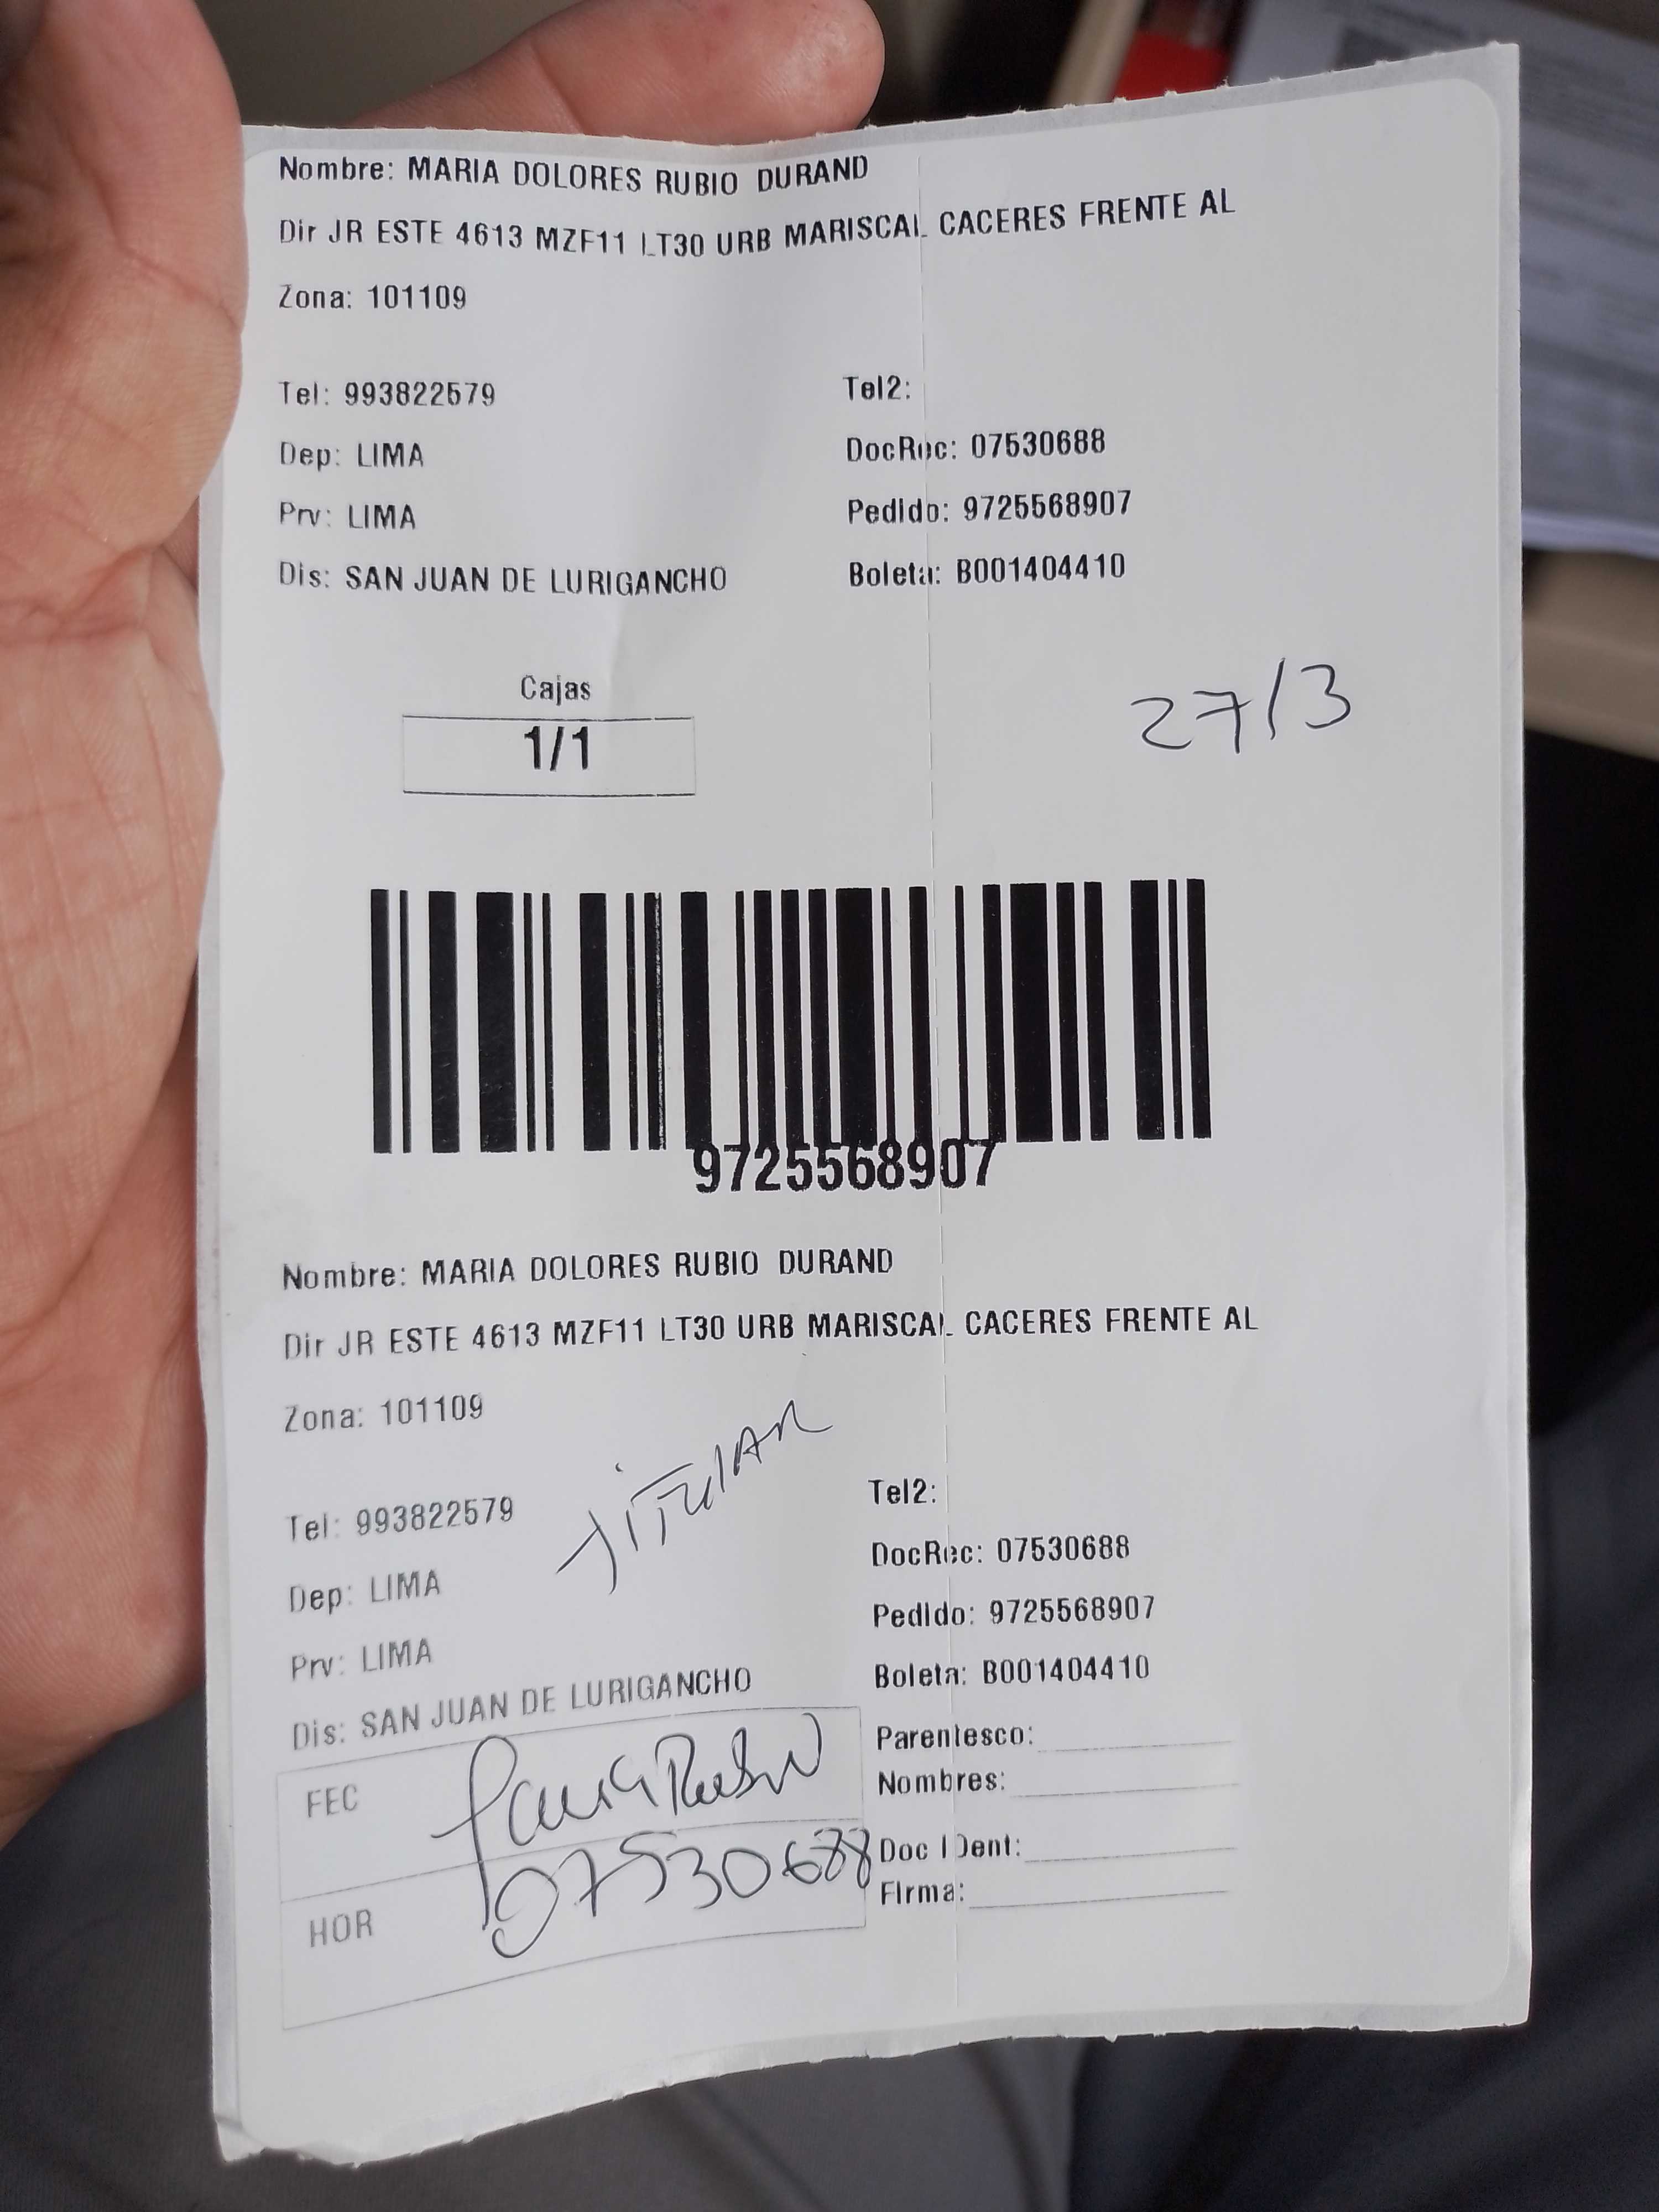 Nombre: MARIA DOLORES RUBIO DURAND
Dir JR ESTE 4613 MZF11 LT30 URB MARISCAL CACERES FRENTE AL
Zona: 101109
Tel: 993822579
Tel2:
Dep: LIMA
DocRec: 07530688
Prv: LIMA
Pedido: 9725568907
Dis: SAN JUAN DE LURIGANCHO
Boleta: B001404410
Cajas
1/1
27/3
9725568907
Nombre: MARIA DOLORES RUBIO DURAND
Dir JR ESTE 4613 MZF11 LT30 URB MARISCAL CACERES FRENTE AL
Zona: 101109
TITULAR
Tel: 993822579
Tel2:
Dep: LIMA
DocRec: 07530688
Prv: LIMA
Pedido: 9725568907
Dis: SAN JUAN DE LURIGANCHO
Boleta: B001404410
FEC
Parentesco:
Nombres:
07530688
Doc IDent:
HOR
Firma: